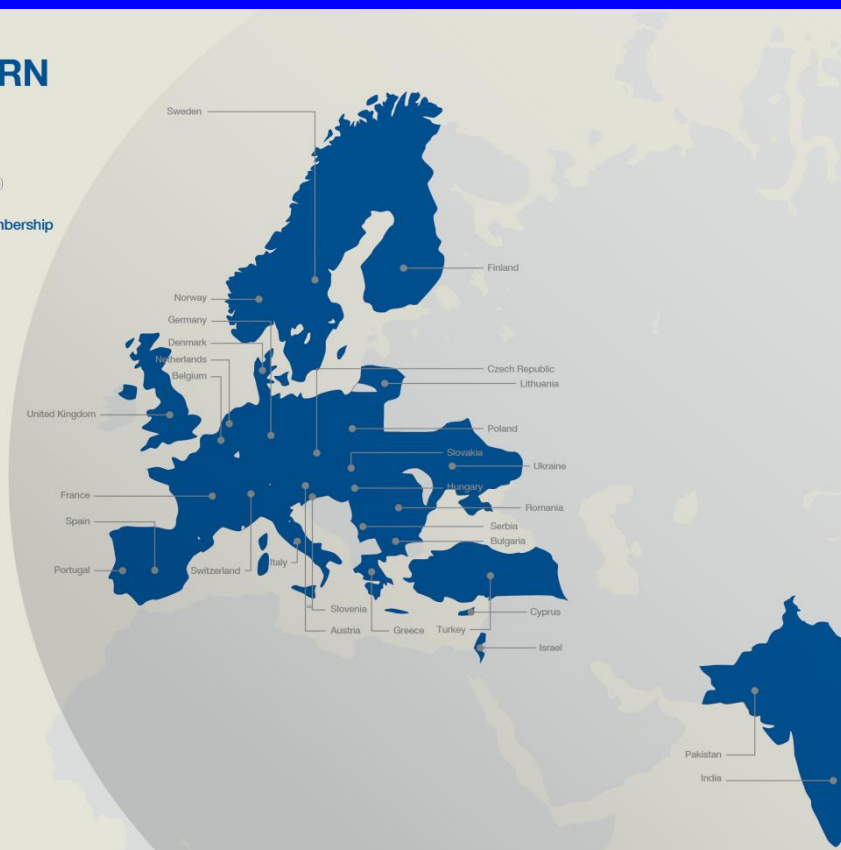 RN
)
mbership
Sweden
Finland
Norway
Germany
Denmark
Netherlands
Belgium
Czech Republic
Lithuania
United Kingdom
Poland
Slovakia
Ukraine
Hungary
France
Romania
Spain
Serbia
Bulgaria
Portugal
Switzerland
Italy
Slovenia
Cyprus
Austria
Greece
Turkey
Israel
Pakistan
India